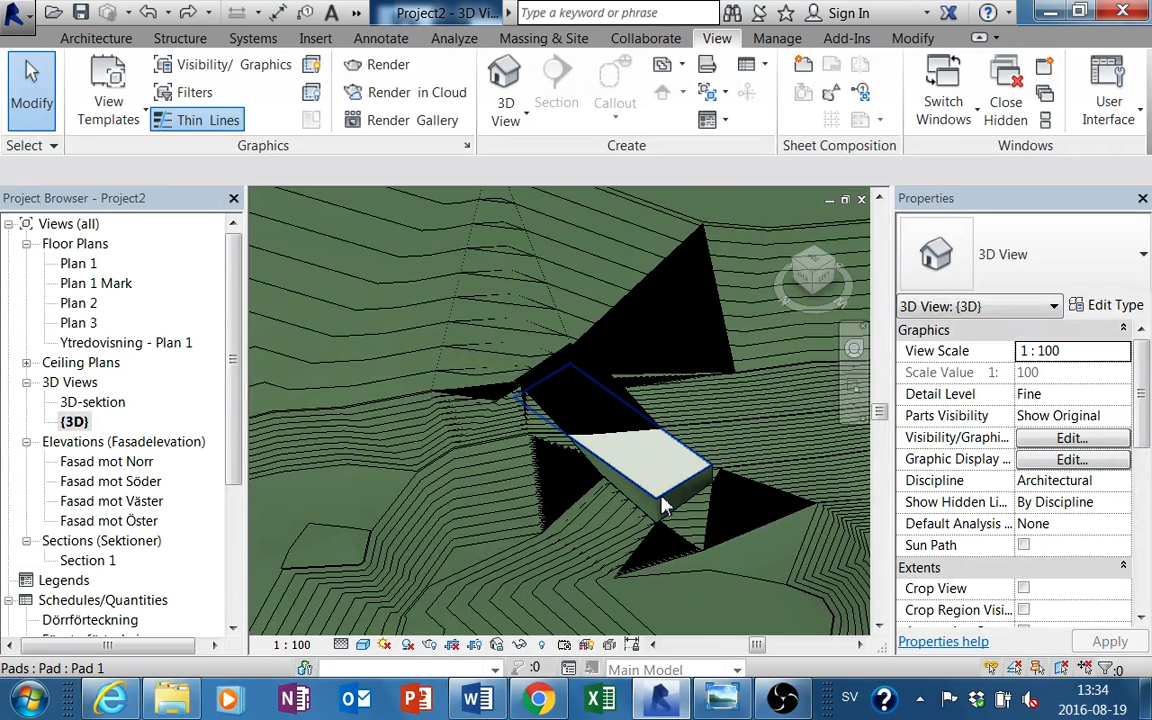 Project2 - 3D Vi...
Type a keyword or phrase
Sign In
Architecture Structure Systems Insert Annotate Analyze Massing & Site Collaborate View Manage Add-Ins Modify
Modify
View
Templates
Visibility/ Graphics
Filters
Thin Lines
Render
Render in Cloud
Render Gallery
3D
View
Section
Callout
Switch
Windows
Close
Hidden
User
Interface
Select
Graphics
Create
Sheet Composition
Windows
Project Browser - Project2
Views (all)
Floor Plans
Plan 1
Plan 1 Mark
Plan 2
Plan 3
Ytredovisning - Plan 1
Ceiling Plans
3D Views
3D-sektion
{3D}
Elevations (Fasadelevation)
Fasad mot Norr
Fasad mot Söder
Fasad mot Väster
Fasad mot Öster
Sections (Sektioner)
Section 1
Legends
Schedules/Quantities
Dörrförteckning
Properties
3D View
3D View: {3D}
Edit Type
Graphics
View Scale 1 : 100
Scale Value 1: 100
Detail Level Fine
Parts Visibility Show Original
Visibility/Graphi... Edit...
Graphic Display ... Edit...
Discipline Architectural
Show Hidden Li... By Discipline
Default Analysis ... None
Sun Path
Extents
Crop View
Crop Region Visi...
Properties help
Apply
1 : 100
Pads : Pad : Pad 1
:0
Main Model
:0
SV
13:34
2016-08-19